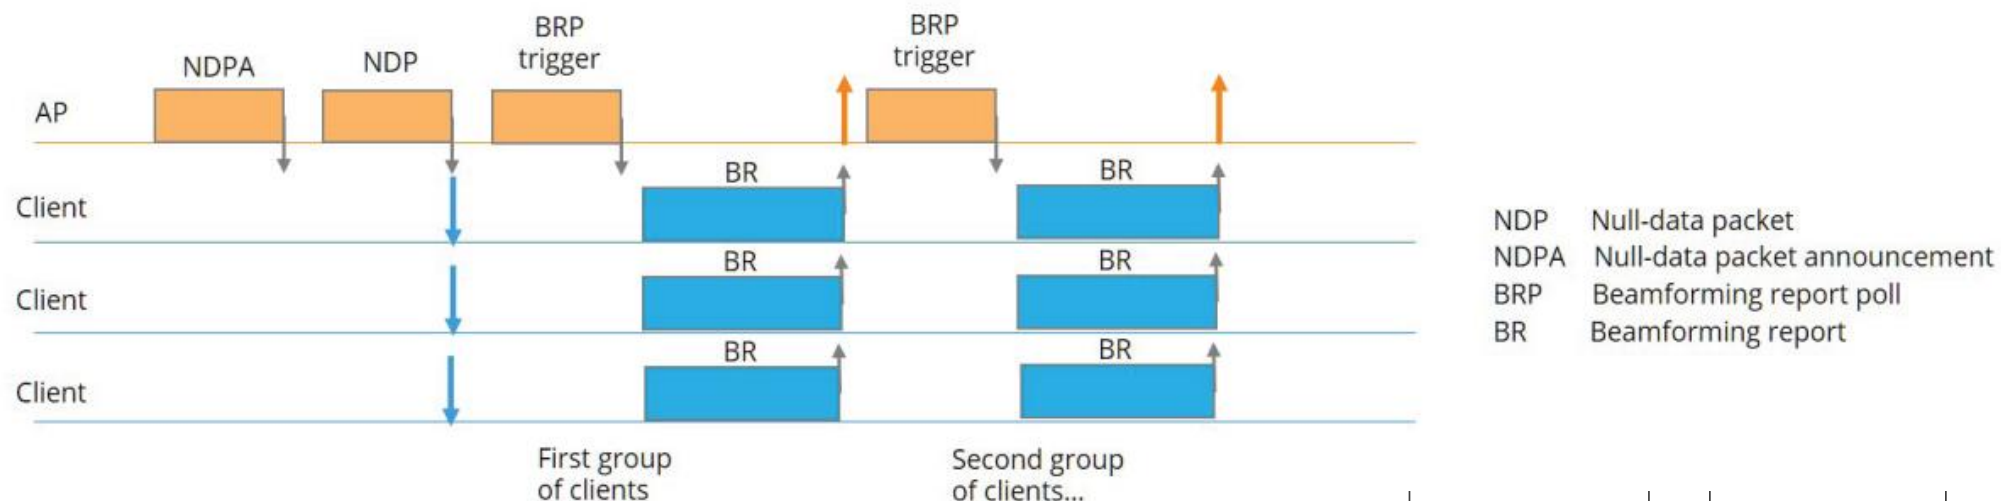 BRP
trigger
BRP
trigger
NDPA
NDP
AP
BR
BR
Client
NDP Null-data packet
NDPA Null-data packet announcement
BR
BR
Client
BRP Beamforming report poll
BR Beamforming report
BR
BR
Client
First group
of clients
Second group
of clients...